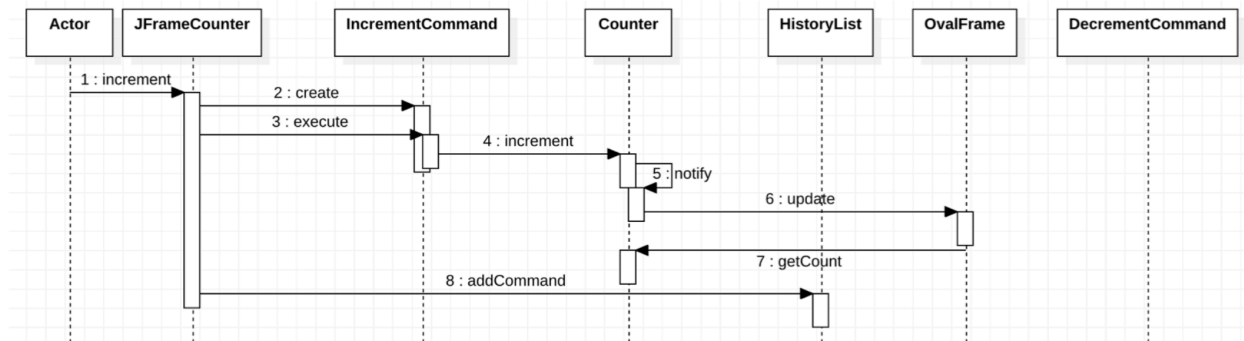 Actor
JFrameCounter
IncrementCommand
Counter
HistoryList
OvalFrame
DecrementCommand
1 : increment
2 : create
3 : execute
4 : increment
5 : notify
6 : update
7 : getCount
8 : addCommand